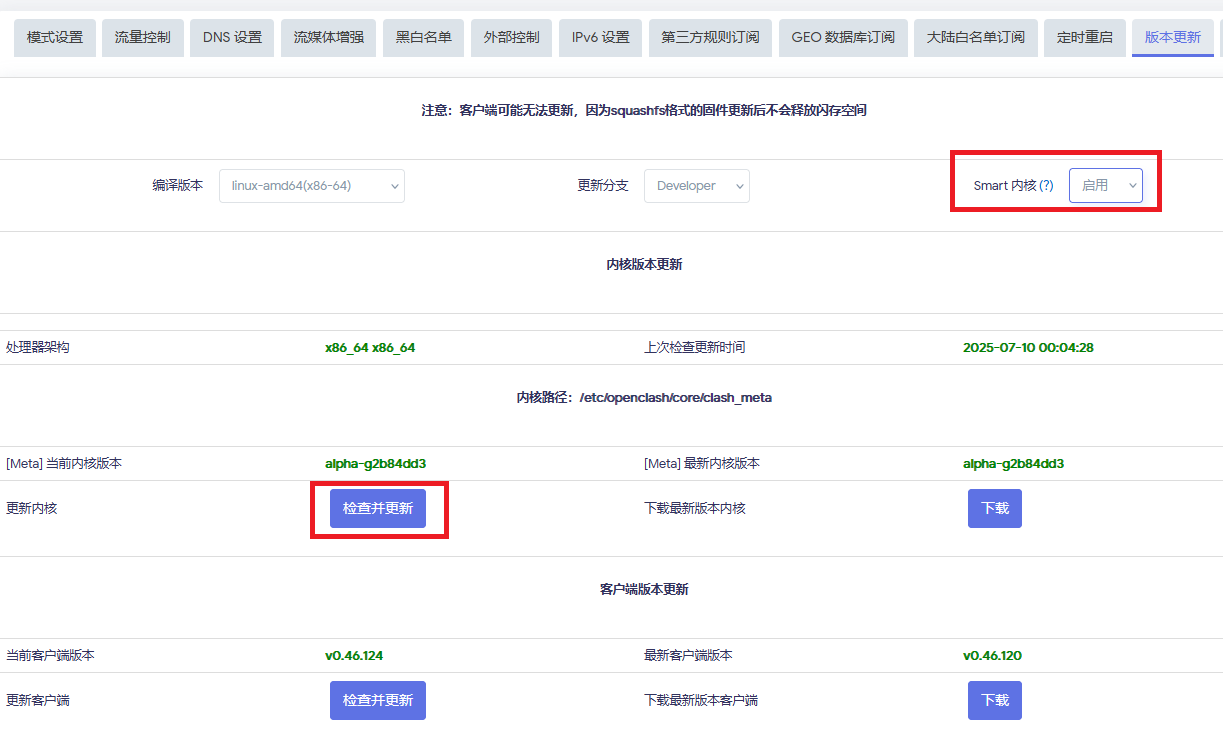 模式设置 流量控制 DNS 设置 流媒体增强 黑白名单 外部控制 IPv6 设置 第三方规则订阅 GEO 数据库订阅 大陆白名单订阅 定时重启 版本更新
注意：客户端可能无法更新，因为squashfs格式的固件更新后不会释放闪存空间
编译版本 linux-amd64(x86-64) 更新分支 Developer Smart 内核 (?) 启用
内核版本更新
处理器架构 x86_64 x86_64 上次检查更新时间 2025-07-10 00:04:28
内核路径：/etc/openclash/core/clash_meta
[Meta] 当前内核版本 alpha-g2b84dd3 [Meta] 最新内核版本 alpha-g2b84dd3
更新内核 检查并更新 下载最新版本内核 下载
客户端版本更新
当前客户端版本 v0.46.124 最新客户端版本 v0.46.120
更新客户端 检查并更新 下载最新版本客户端 下载